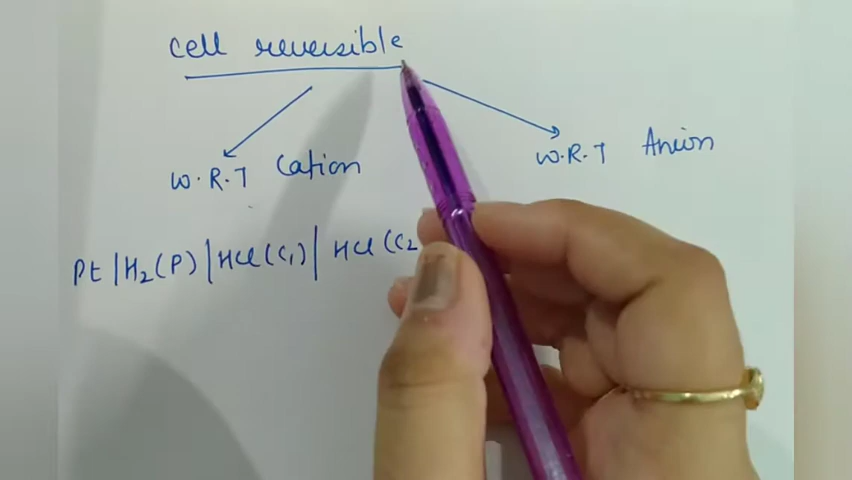 cell reversible
W.R.T Cation
W.R.T Anion
Pt |H₂(P) |HCl(C₁)| HCl (C₂